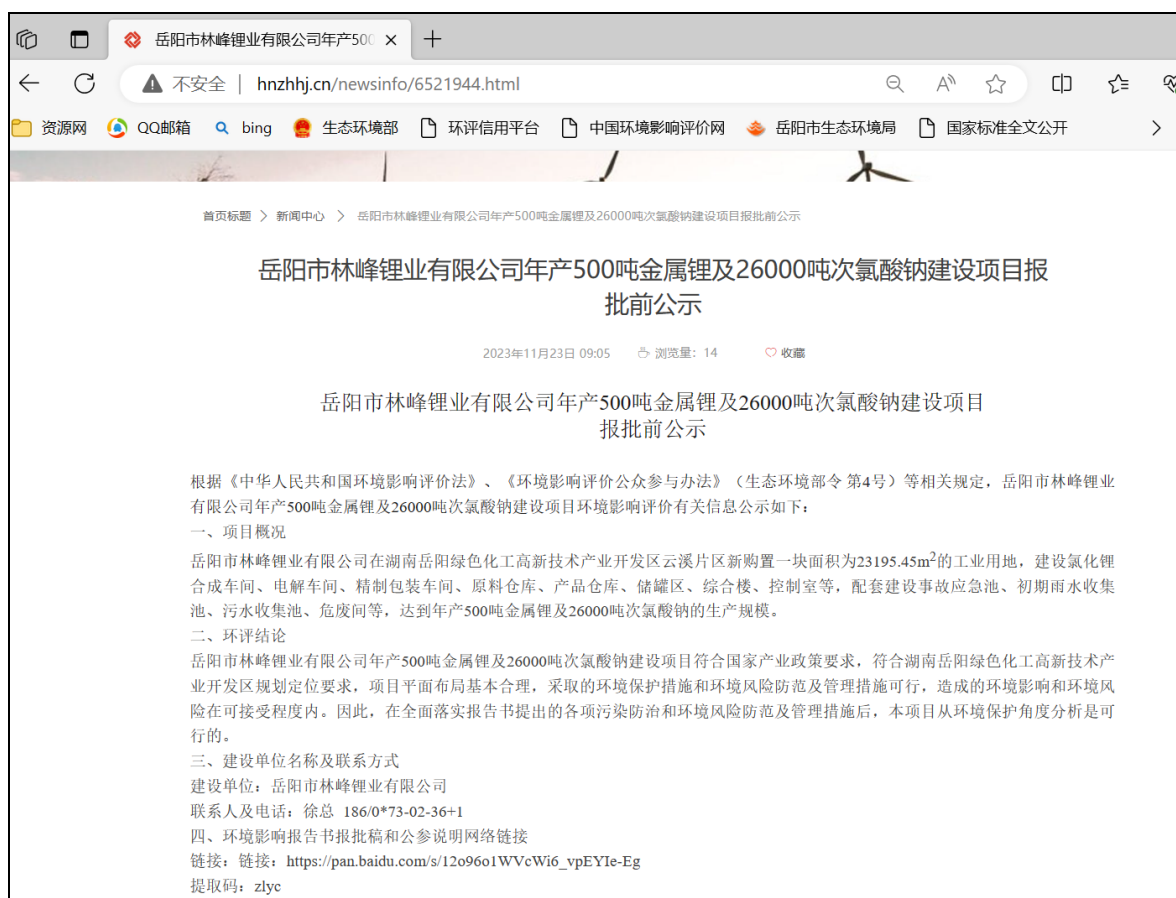 岳阳市林峰锂业有限公司年产500
不安全 | hnzhhj.cn/newsinfo/6521944.html
资源网 QQ邮箱 bing 生态环境部 环评信用平台 中国环境影响评价网 岳阳市生态环境局 国家标准全文公开
首页标题 > 新闻中心 > 岳阳市林峰锂业有限公司年产500吨金属锂及26000吨次氯酸钠建设项目报批前公示
岳阳市林峰锂业有限公司年产500吨金属锂及26000吨次氯酸钠建设项目报
批前公示
2023年11月23日 09:05 浏览量：14 收藏
岳阳市林峰锂业有限公司年产500吨金属锂及26000吨次氯酸钠建设项目
报批前公示
根据《中华人民共和国环境影响评价法》、《环境影响评价公众参与办法》（生态环境部令 第4号）等相关规定，岳阳市林峰锂业
有限公司年产500吨金属锂及26000吨次氯酸钠建设项目环境影响评价有关信息公示如下：
一、项目概况
岳阳市林峰锂业有限公司在湖南岳阳绿色化工高新技术产业开发区云溪片区新购置一块面积为23195.45m²的工业用地，建设氯化锂
合成车间、电解车间、精制包装车间、原料仓库、产品仓库、储罐区、综合楼、控制室等，配套建设事故应急池、初期雨水收集
池、污水收集池、危废间等，达到年产500吨金属锂及26000吨次氯酸钠的生产规模。
二、环评结论
岳阳市林峰锂业有限公司年产500吨金属锂及26000吨次氯酸钠建设项目符合国家产业政策要求，符合湖南岳阳绿色化工高新技术产
业开发区规划定位要求，项目平面布局基本合理，采取的环境保护措施和环境风险防范及管理措施可行，造成的环境影响和环境风
险在可接受程度内。因此，在全面落实报告书提出的各项污染防治和环境风险防范及管理措施后，本项目从环境保护角度分析是可
行的。
三、建设单位名称及联系方式
建设单位：岳阳市林峰锂业有限公司
联系人及电话：徐总 186/0*73-02-36+1
四、环境影响报告书报批稿和公参说明网络链接
链接：链接：https://pan.baidu.com/s/12o96o1WVcWi6_vpEYIe-Eg
提取码：zlyc